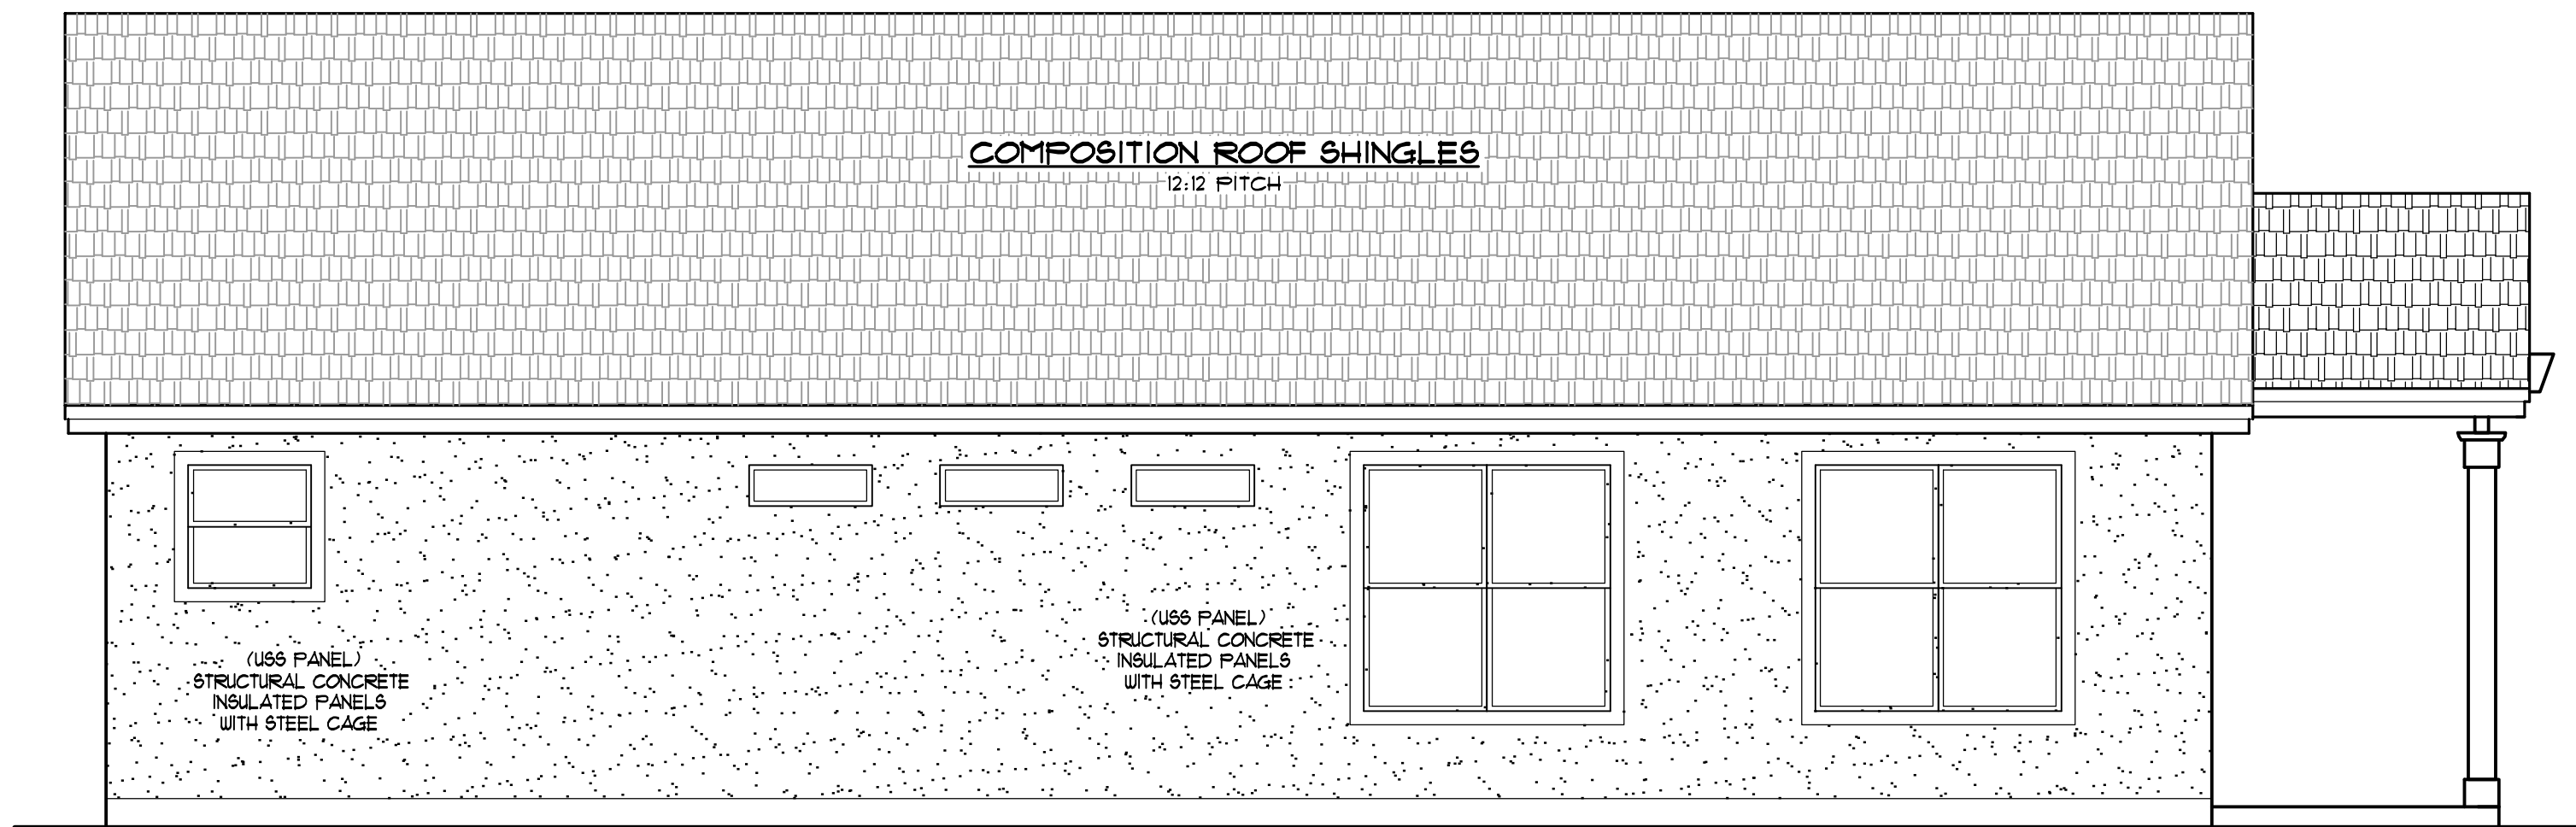 COMPOSITION ROOF SHINGLES
12:12 PITCH
(USS PANEL)
STRUCTURAL CONCRETE
INSULATED PANELS
WITH STEEL CAGE
(USS PANEL)
STRUCTURAL CONCRETE
INSULATED PANELS
WITH STEEL CAGE